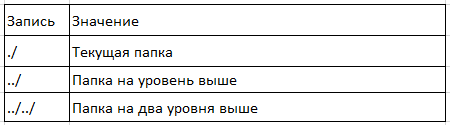 Запись Значение
./ Текущая папка
../ Папка на уровень выше
../../ Папка на два уровня выше